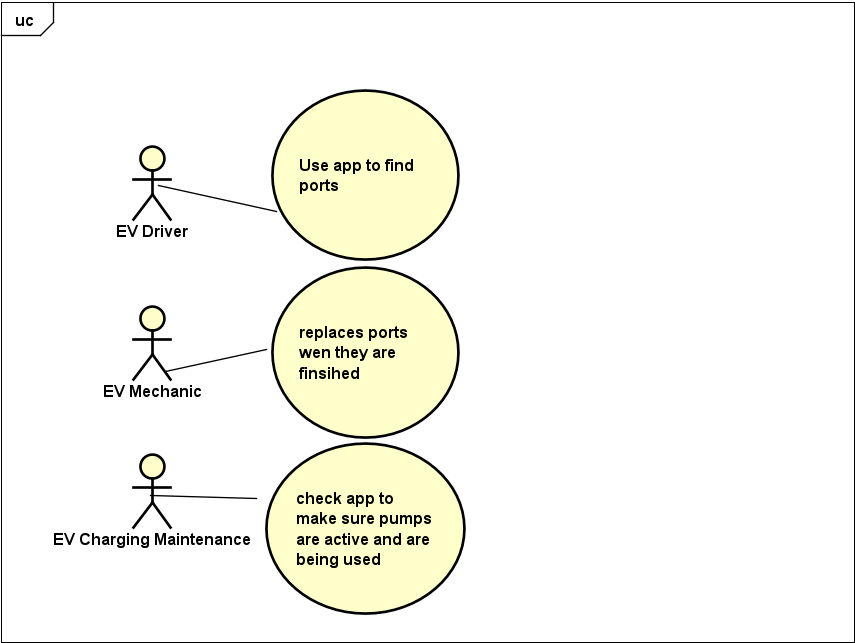 uc
Use app to find
ports
EV Driver
replaces ports
wen they are
finsihed
EV Mechanic
check app to
make sure pumps
are active and are
being used
EV Charging Maintenance